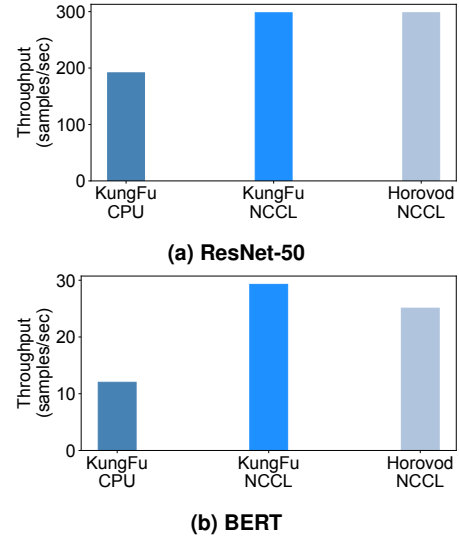 Throughput
(samples/sec)
300
200
100
0
KungFu
CPU
KungFu
NCCL
Horovod
NCCL
(a) ResNet-50
Throughput
(samples/sec)
30
20
10
0
KungFu
CPU
KungFu
NCCL
Horovod
NCCL
(b) BERT